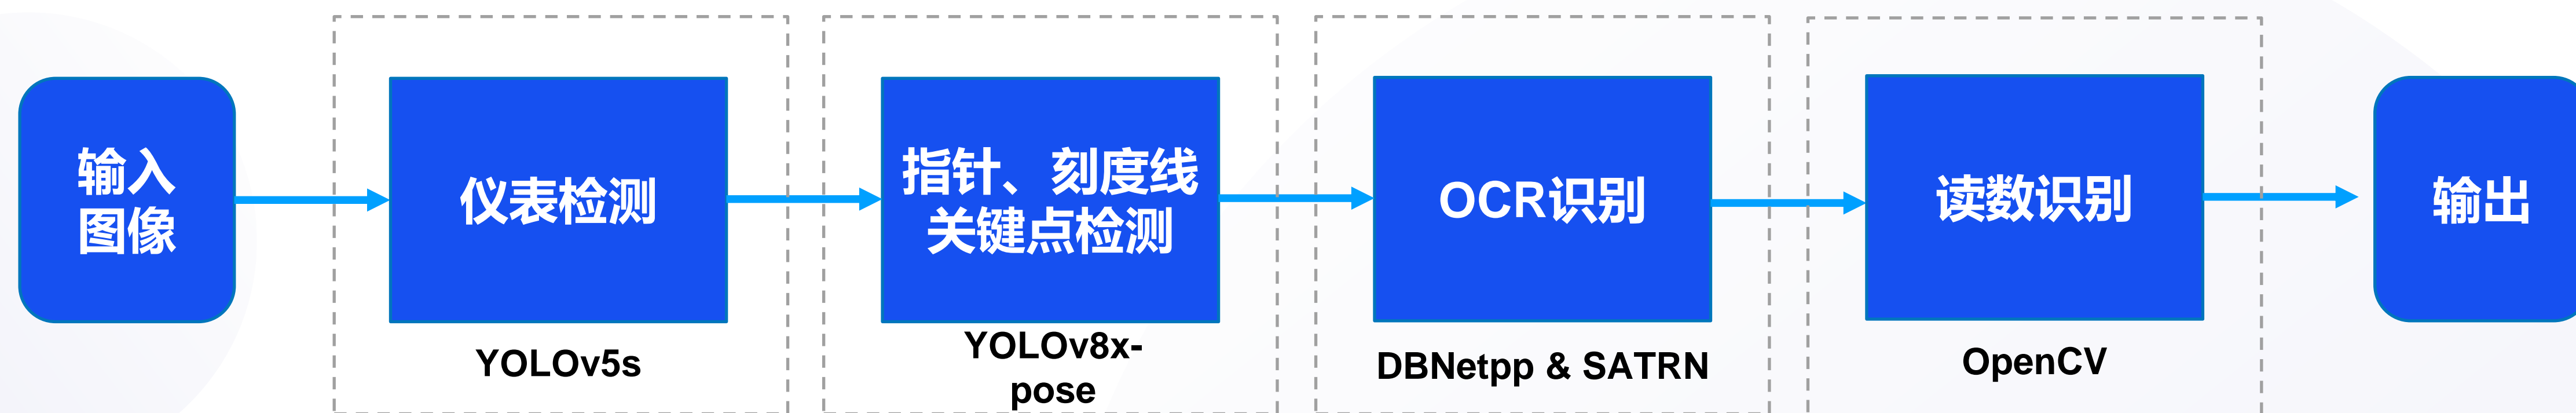 输入
图像
仪表检测
YOLOv5s
指针、刻度线
关键点检测
YOLOv8x-
pose
OCR识别
DBNetpp & SATRN
读数识别
OpenCV
输出